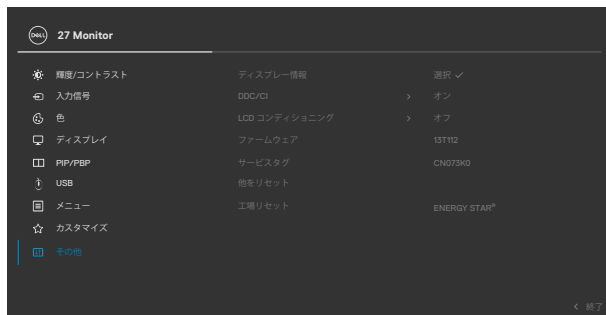 DELL 27 Monitor
輝度/コントラスト ディスプレー情報 選択 ✓
入力信号 DDC/CI > オン
色 LCD コンディショニング > オフ
ディスプレイ ファームウェア 13T112
PIP/PBP サービスタグ CN073K0
USB 他をリセット
メニュー 工場リセット ENERGY STAR®
カスタマイズ
その他
< 終了